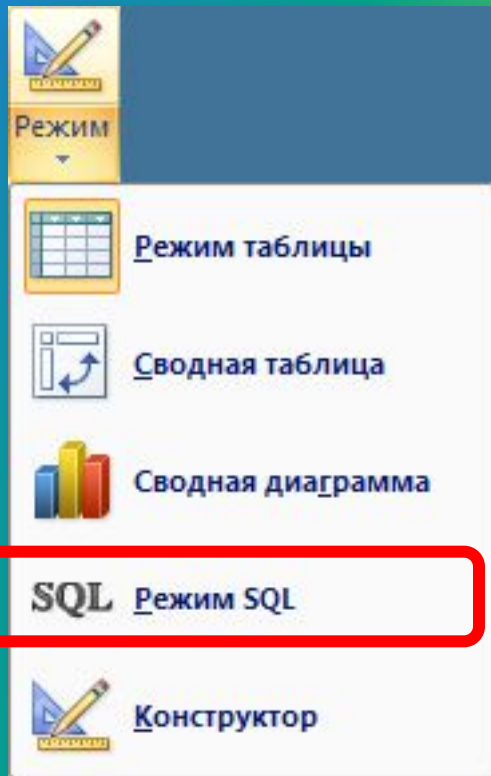 Режим
Режим таблицы
Сводная таблица
Сводная диаграмма
SQL Режим SQL
Конструктор